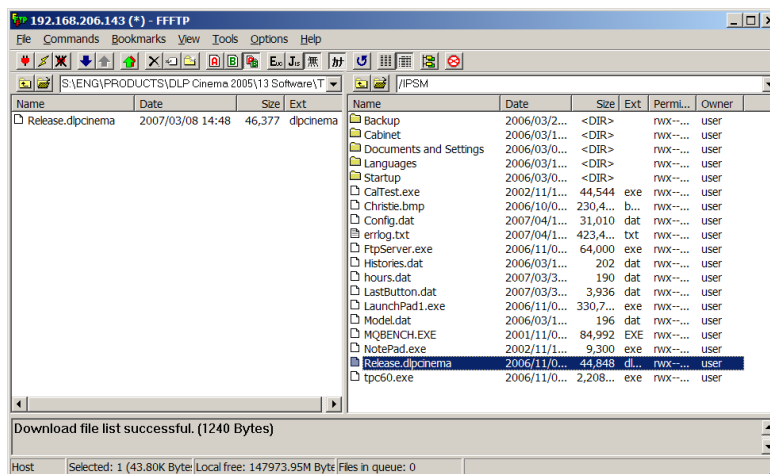 192.168.206.143 (*) - FFFTP
File Commands Bookmarks View Tools Options Help
S:\ENG\PRODUCTS\DLP Cinema 2005\13 Software\T
/IPSM
Name Date Size Ext
Release.dlpcinema 2007/03/08 14:48 46,377 dlpcinema
Name Date Size Ext Permi... Owner
Backup 2006/03/2... <DIR> rwx--... user
Cabinet 2006/03/1... <DIR> rwx--... user
Documents and Settings 2006/03/0... <DIR> rwx--... user
Languages 2006/03/1... <DIR> rwx--... user
Startup 2006/03/0... <DIR> rwx--... user
CalTest.exe 2002/11/1... 44,544 exe rwx--... user
Christie.bmp 2006/10/0... 230,4... b... rwx--... user
Config.dat 2007/04/1... 31,010 dat rwx--... user
errlog.txt 2007/04/1... 423,4... txt rwx--... user
FtpServer.exe 2006/11/0... 64,000 exe rwx--... user
Histories.dat 2006/03/1... 202 dat rwx--... user
hours.dat 2007/03/3... 190 dat rwx--... user
LastButton.dat 2007/03/3... 3,936 dat rwx--... user
LaunchPad1.exe 2006/11/0... 330,7... exe rwx--... user
Model.dat 2006/03/1... 196 dat rwx--... user
MQBENCH.EXE 2001/11/0... 84,992 EXE rwx--... user
NotePad.exe 2002/11/1... 9,300 exe rwx--... user
Release.dlpcinema 2006/11/0... 44,848 dl... rwx--... user
tpc60.exe 2006/11/0... 2,208... exe rwx--... user
Download file list successful. (1240 Bytes)
Host Selected: 1 (43.80K Byte: Local free: 147973.95M Byte Files in queue: 0